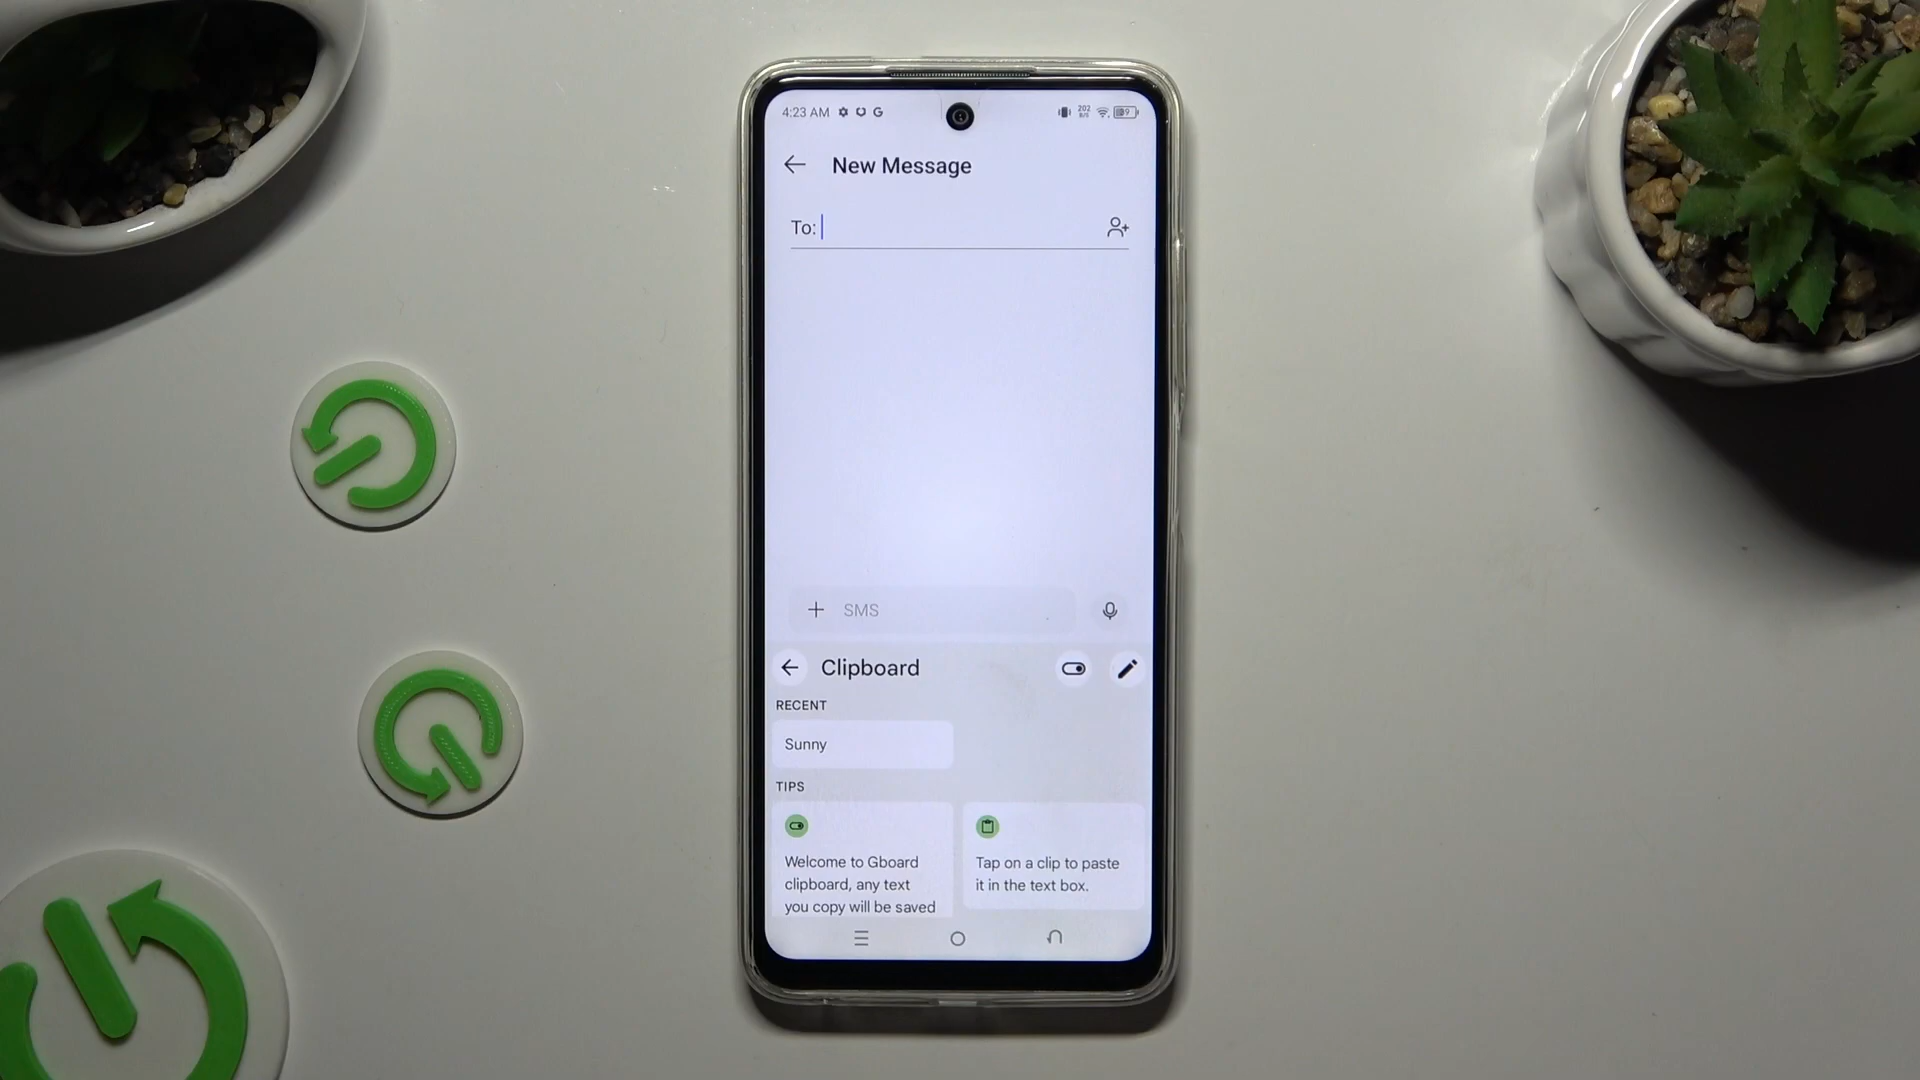 4:23 AM
202
B/S
New Message
To:
SMS
Clipboard
RECENT
Sunny
TIPS
Welcome to Gboard
clipboard, any text
you copy will be saved
Tap on a clip to paste
it in the text box.